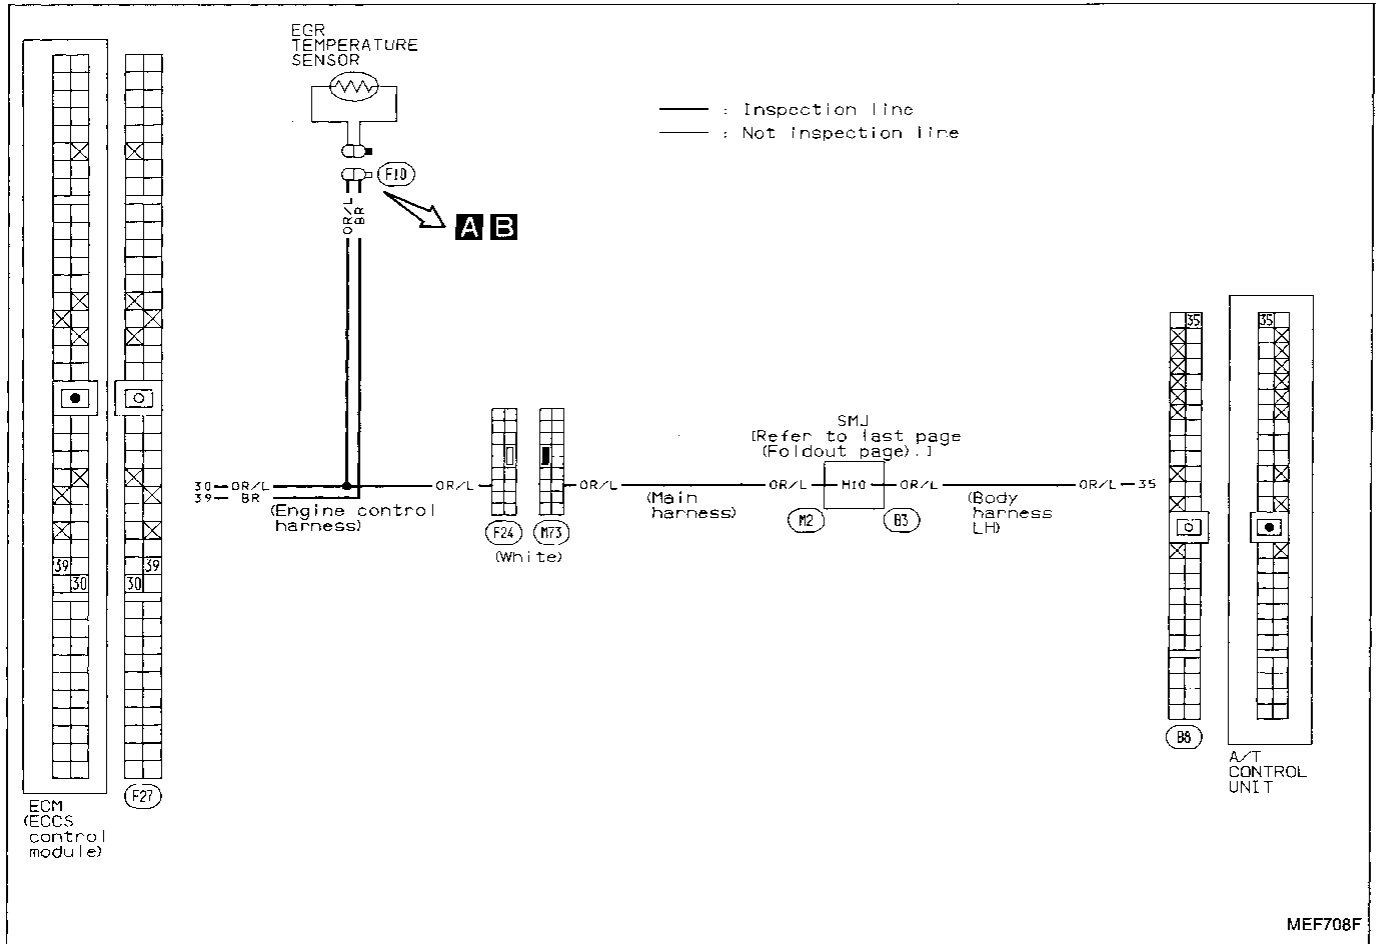 EGR
TEMPERATURE
SENSOR
: Inspection line
: Not inspection line
F10
OR/L
BR
A B
35
35
SMJ
[Refer to last page
(Foldout page).]
30 OR/L
39 BR
(Engine control
harness)
OR/L
OR/L
(Main
harness)
OR/L
H10
OR/L
(Body
harness
LH)
OR/L 35
F24
M73
(White)
M2
B3
39
30
39
30
B8
A/T
CONTROL
UNIT
F27
ECM
(ECCS
control
module)
MEF708F